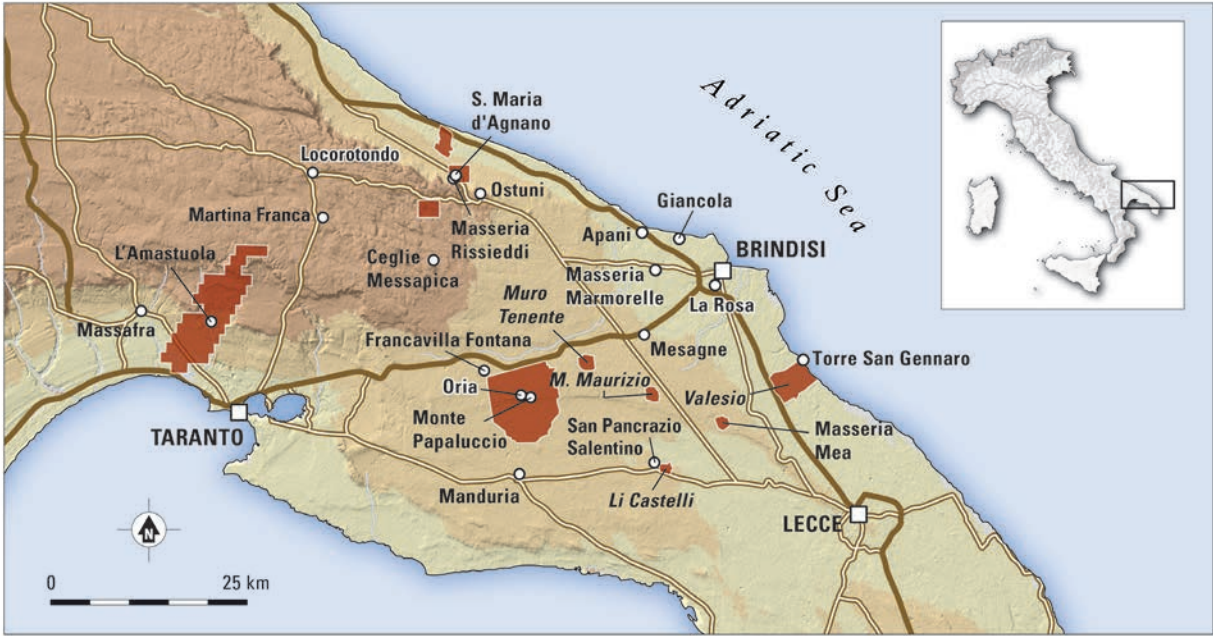 Adriatic Sea
S. Maria
d'Agnano
Locorotondo
Ostuni
Martina Franca
Masseria
Rissieddi
Giancola
Apani
L'Amastuola
Ceglie
Messapica
BRINDISI
Masseria
Marmorelle
Muro
Tenente
La Rosa
Massafra
Francavilla Fontana
Mesagne
Torre San Gennaro
Oria
M. Maurizio
Valesio
Monte
Papaluccio
TARANTO
San Pancrazio
Salentino
Masseria
Mea
Manduria
Li Castelli
LECCE
N
0 25 km